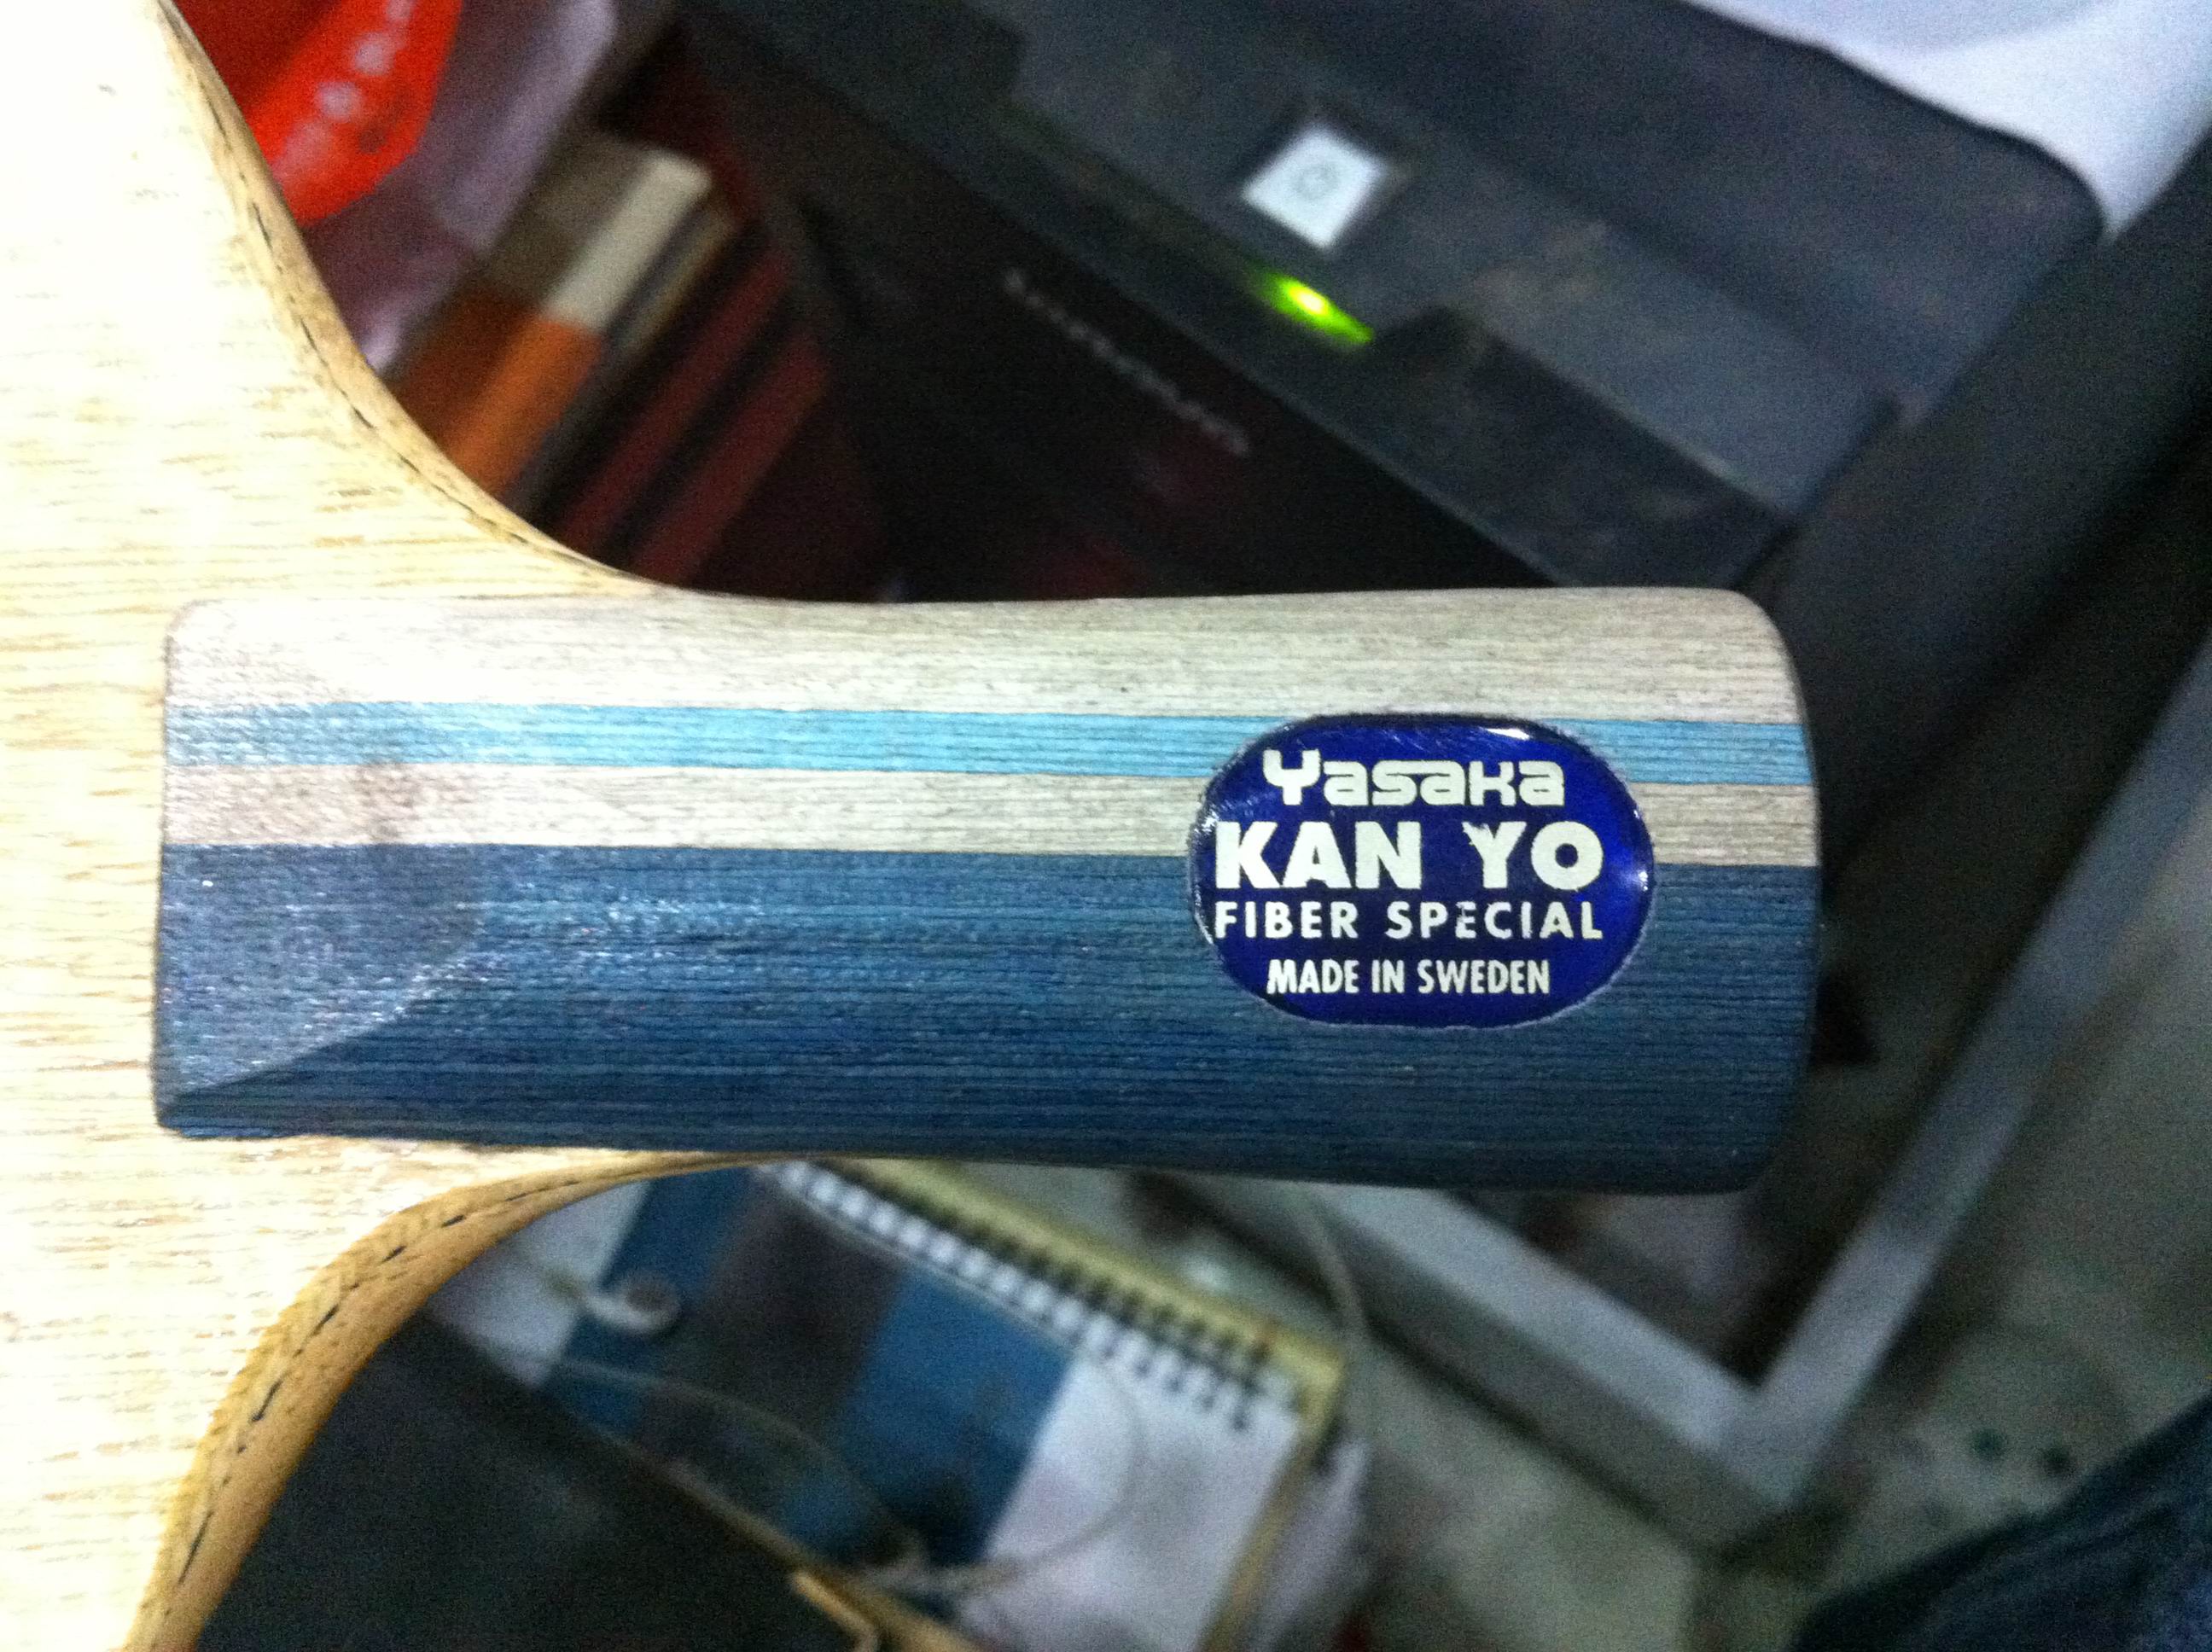 Yasaka
KAN YO
FIBER SPECIAL
MADE IN SWEDEN